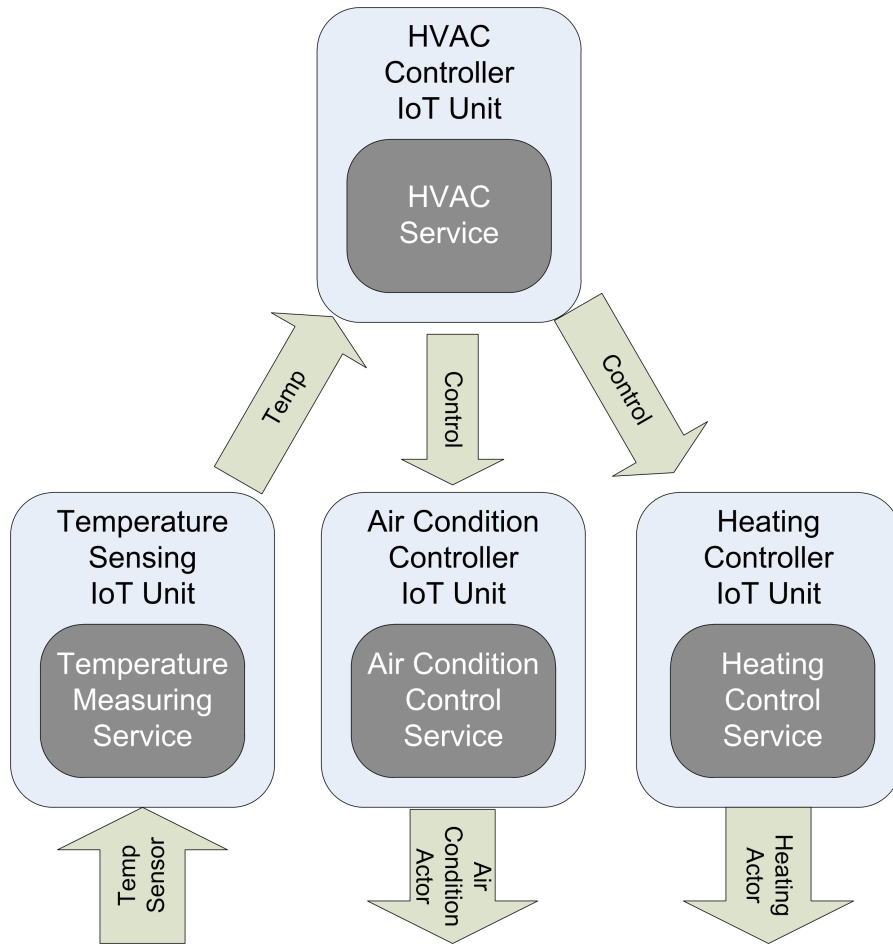 HVAC
Controller
IoT Unit
HVAC
Service
Temp
Control
Control
Temperature
Sensing
IoT Unit
Temperature
Measuring
Service
Air Condition
Controller
IoT Unit
Air Condition
Control
Service
Heating
Controller
IoT Unit
Heating
Control
Service
Temp
Sensor
Air
Condition
Actor
Heating
Actor